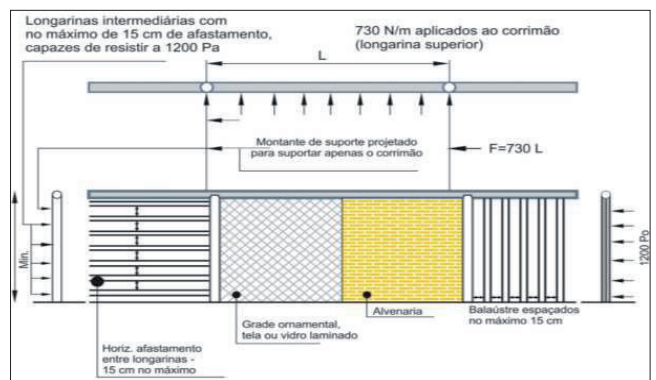 Longarinas intermediárias com
no máximo de 15 cm de afastamento,
capazes de resistir a 1200 Pa
730 N/m aplicados ao corrimão
(longarina superior)
L
Montante de suporte projetado
para suportar apenas o corrimão
F=730 L
Min.
1200 Po
Grade ornamental,
tela ou vidro laminado
Alvenaria
Balaústre espaçados
no máximo 15 cm
Horiz. afastamento
entre longarinas -
15 cm no máximo